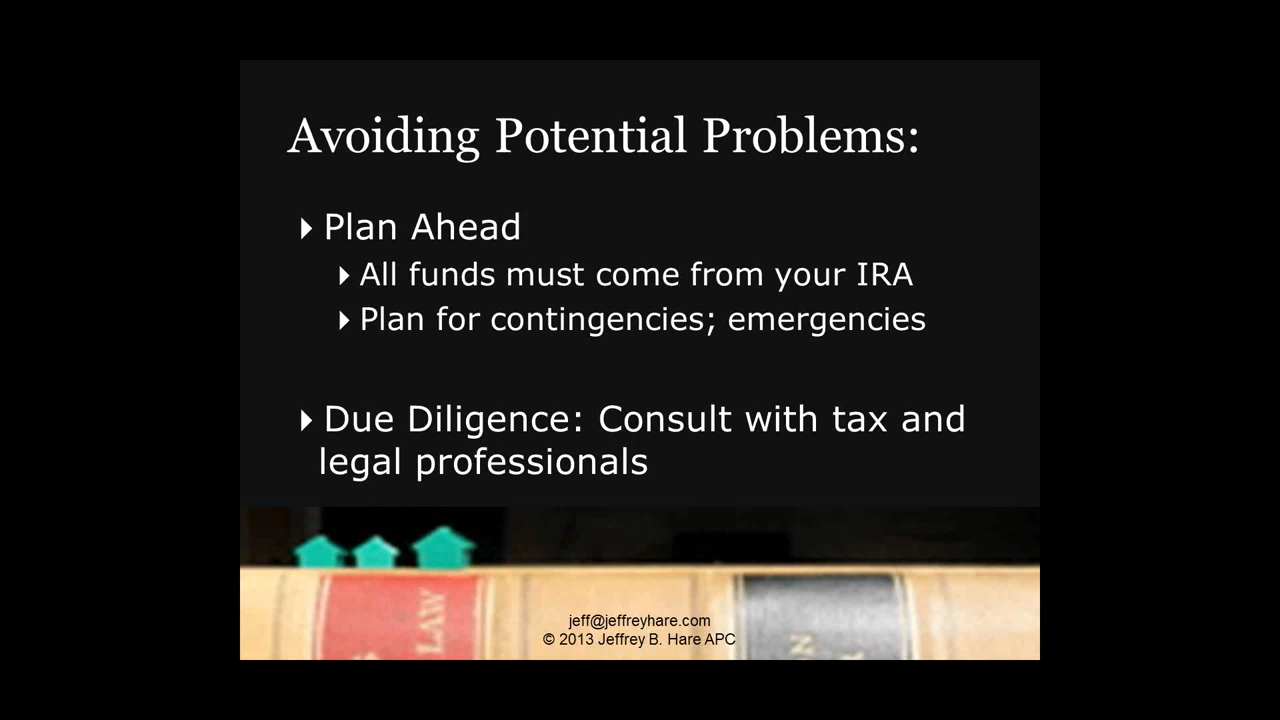 Avoiding Potential Problems:
Plan Ahead
All funds must come from your IRA
Plan for contingencies; emergencies
Due Diligence: Consult with tax and
legal professionals
LAW
jeff@jeffreyhare.com
© 2013 Jeffrey B. Hare APC